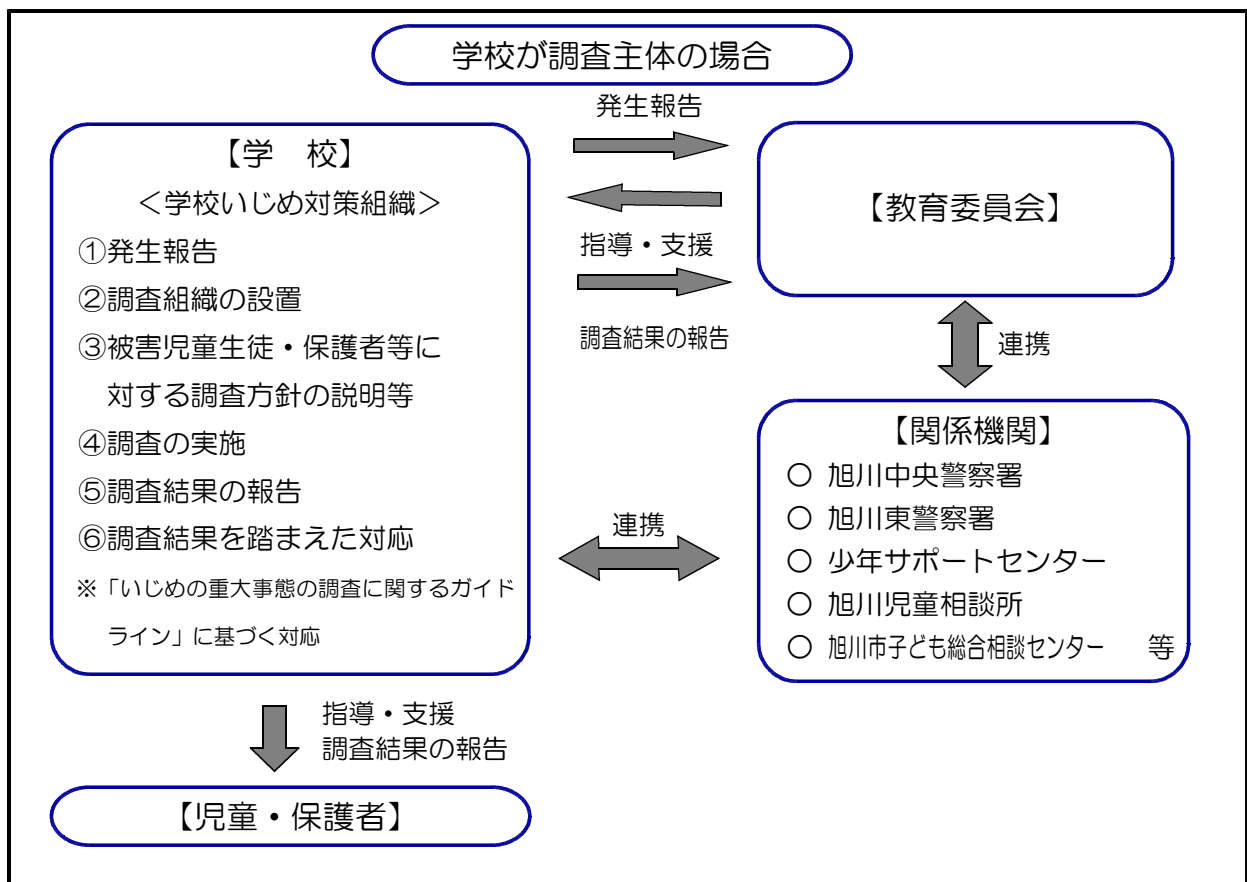 学校が調査主体の場合
発生報告
【学　校】
＜学校いじめ対策組織＞
①発生報告
②調査組織の設置
③被害児童生徒・保護者等に
対する調査方針の説明等
④調査の実施
⑤調査結果の報告
⑥調査結果を踏まえた対応
※「いじめの重大事態の調査に関するガイド
ライン」に基づく対応
指導・支援
調査結果の報告
【教育委員会】
連携
連携
【関係機関】
○ 旭川中央警察署
○ 旭川東警察署
○ 少年サポートセンター
○ 旭川児童相談所
○ 旭川市子ども総合相談センター　等
指導・支援
調査結果の報告
【児童・保護者】